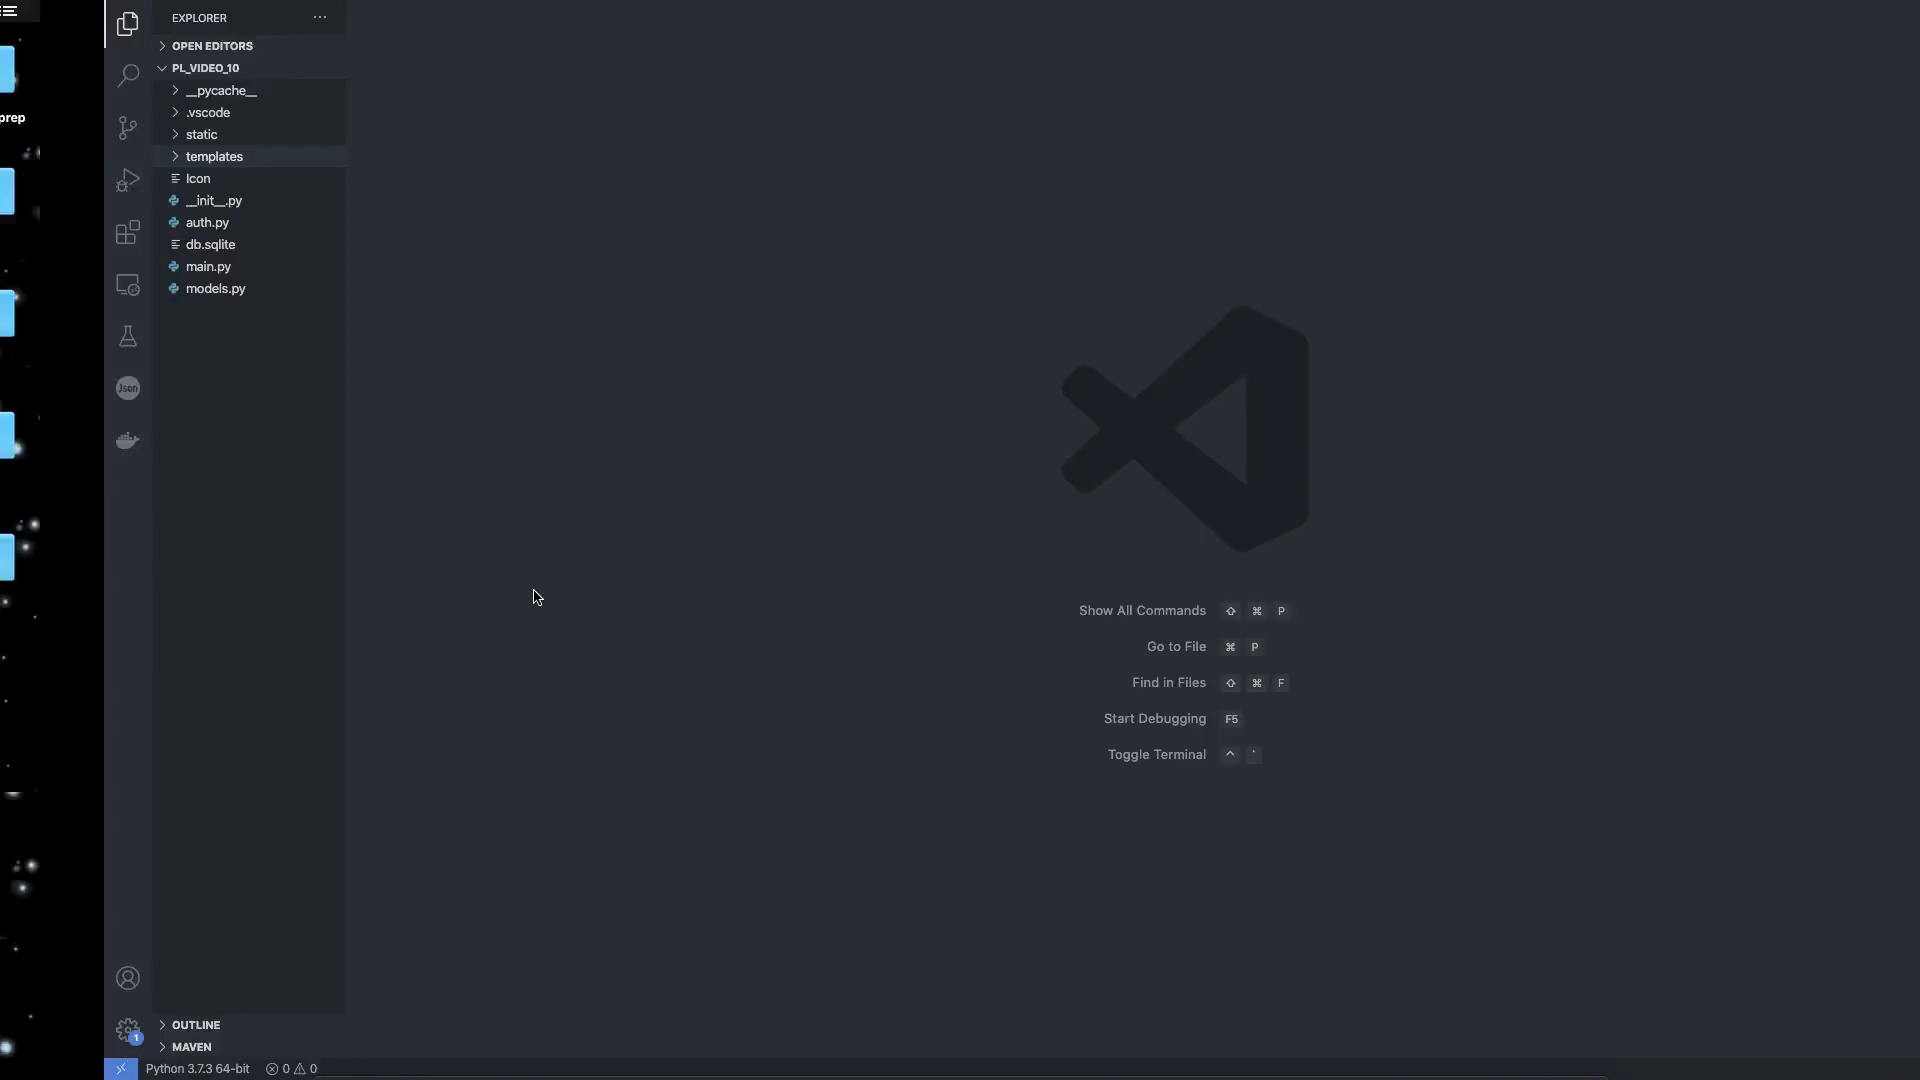 prep
EXPLORER
OPEN EDITORS
PL_VIDEO_10
__pycache__
.vscode
static
templates
Icon
__init__.py
auth.py
db.sqlite
main.py
models.py
Json
Show All Commands ⇧ ⌘ P
Go to File ⌘ P
Find in Files ⇧ ⌘ F
Start Debugging F5
Toggle Terminal ^ `
OUTLINE
1
MAVEN
Python 3.7.3 64-bit 0 0